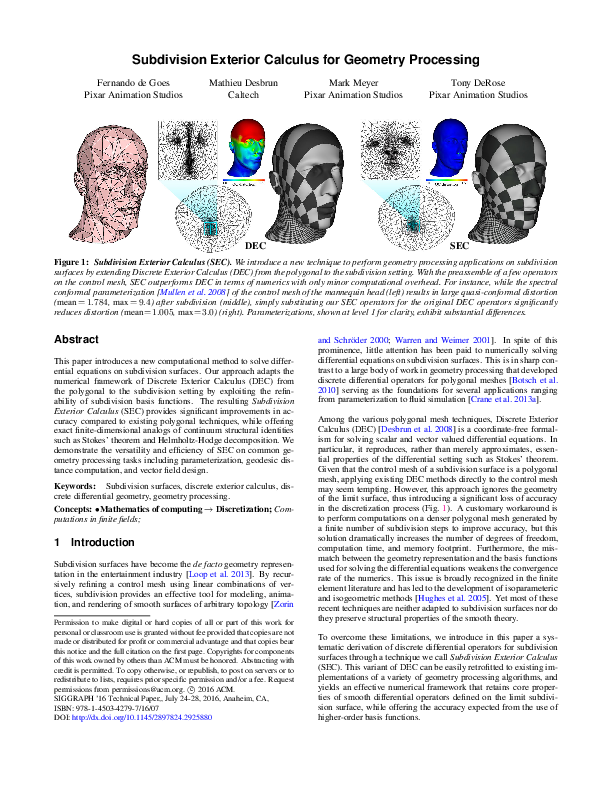 Subdivision Exterior Calculus for Geometry Processing
Fernando de Goes
Pixar Animation Studios
Mathieu Desbrun
Caltech
Mark Meyer
Pixar Animation Studios
Tony DeRose
Pixar Animation Studios
DEC
SEC
Figure 1: Subdivision Exterior Calculus (SEC). We introduce a new technique to perform geometry processing applications on subdivision
surfaces by extending Discrete Exterior Calculus (DEC) from the polygonal to the subdivision setting. With the preassemble of a few operators
on the control mesh, SEC outperforms DEC in terms of numerics with only minor computational overhead. For instance, while the spectral
conformal parameterization [Mullen et al. 2008] of the control mesh of the mannequin head (left) results in large quasi-conformal distortion
(mean = 1.784, max = 9.4) after subdivision (middle), simply substituting our SEC operators for the original DEC operators significantly
reduces distortion (mean=1.005, max=3.0) (right). Parameterizations, shown at level 1 for clarity, exhibit substantial differences.
Abstract
This paper introduces a new computational method to solve differ-
ential equations on subdivision surfaces. Our approach adapts the
numerical framework of Discrete Exterior Calculus (DEC) from
the polygonal to the subdivision setting by exploiting the refin-
ability of subdivision basis functions. The resulting Subdivision
Exterior Calculus (SEC) provides significant improvements in ac-
curacy compared to existing polygonal techniques, while offering
exact finite-dimensional analogs of continuum structural identities
such as Stokes' theorem and Helmholtz-Hodge decomposition. We
demonstrate the versatility and efficiency of SEC on common ge-
ometry processing tasks including parameterization, geodesic dis-
tance computation, and vector field design.
Keywords: Subdivision surfaces, discrete exterior calculus, dis-
crete differential geometry, geometry processing.
Concepts: •Mathematics of computing → Discretization; Com-
putations in finite fields;
1 Introduction
Subdivision surfaces have become the de facto geometry represen-
tation in the entertainment industry [Loop et al. 2013]. By recur-
sively refining a control mesh using linear combinations of ver-
tices, subdivision provides an effective tool for modeling, anima-
tion, and rendering of smooth surfaces of arbitrary topology [Zorin
Permission to make digital or hard copies of all or part of this work for
personal or classroom use is granted without fee provided that copies are not
made or distributed for profit or commercial advantage and that copies bear
this notice and the full citation on the first page. Copyrights for components
of this work owned by others than ACM must be honored. Abstracting with
credit is permitted. To copy otherwise, or republish, to post on servers or to
redistribute to lists, requires prior specific permission and/or a fee. Request
permissions from permissions@acm.org. © 2016 ACM.
SIGGRAPH '16 Technical Paper,, July 24-28, 2016, Anaheim, CA,
ISBN: 978-1-4503-4279-7/16/07
DOI: http://dx.doi.org/10.1145/2897824.2925880
and Schröder 2000; Warren and Weimer 2001]. In spite of this
prominence, little attention has been paid to numerically solving
differential equations on subdivision surfaces. This is in sharp con-
trast to a large body of work in geometry processing that developed
discrete differential operators for polygonal meshes [Botsch et al.
2010] serving as the foundations for several applications ranging
from parameterization to fluid simulation [Crane et al. 2013a].
Among the various polygonal mesh techniques, Discrete Exterior
Calculus (DEC) [Desbrun et al. 2008] is a coordinate-free formal-
ism for solving scalar and vector valued differential equations. In
particular, it reproduces, rather than merely approximates, essen-
tial properties of the differential setting such as Stokes' theorem.
Given that the control mesh of a subdivision surface is a polygonal
mesh, applying existing DEC methods directly to the control mesh
may seem tempting. However, this approach ignores the geometry
of the limit surface, thus introducing a significant loss of accuracy
in the discretization process (Fig. 1). A customary workaround is
to perform computations on a denser polygonal mesh generated by
a finite number of subdivision steps to improve accuracy, but this
solution dramatically increases the number of degrees of freedom,
computation time, and memory footprint. Furthermore, the mis-
match between the geometry representation and the basis functions
used for solving the differential equations weakens the convergence
rate of the numerics. This issue is broadly recognized in the finite
element literature and has led to the development of isoparametric
and isogeometric methods [Hughes et al. 2005]. Yet most of these
recent techniques are neither adapted to subdivision surfaces nor do
they preserve structural properties of the smooth theory.
To overcome these limitations, we introduce in this paper a sys-
tematic derivation of discrete differential operators for subdivision
surfaces through a technique we call Subdivision Exterior Calculus
(SEC). This variant of DEC can be easily retrofitted to existing im-
plementations of a variety of geometry processing algorithms, and
yields an effective numerical framework that retains core proper-
ties of smooth differential operators defined on the limit subdivi-
sion surface, while offering the accuracy expected from the use of
higher-order basis functions.